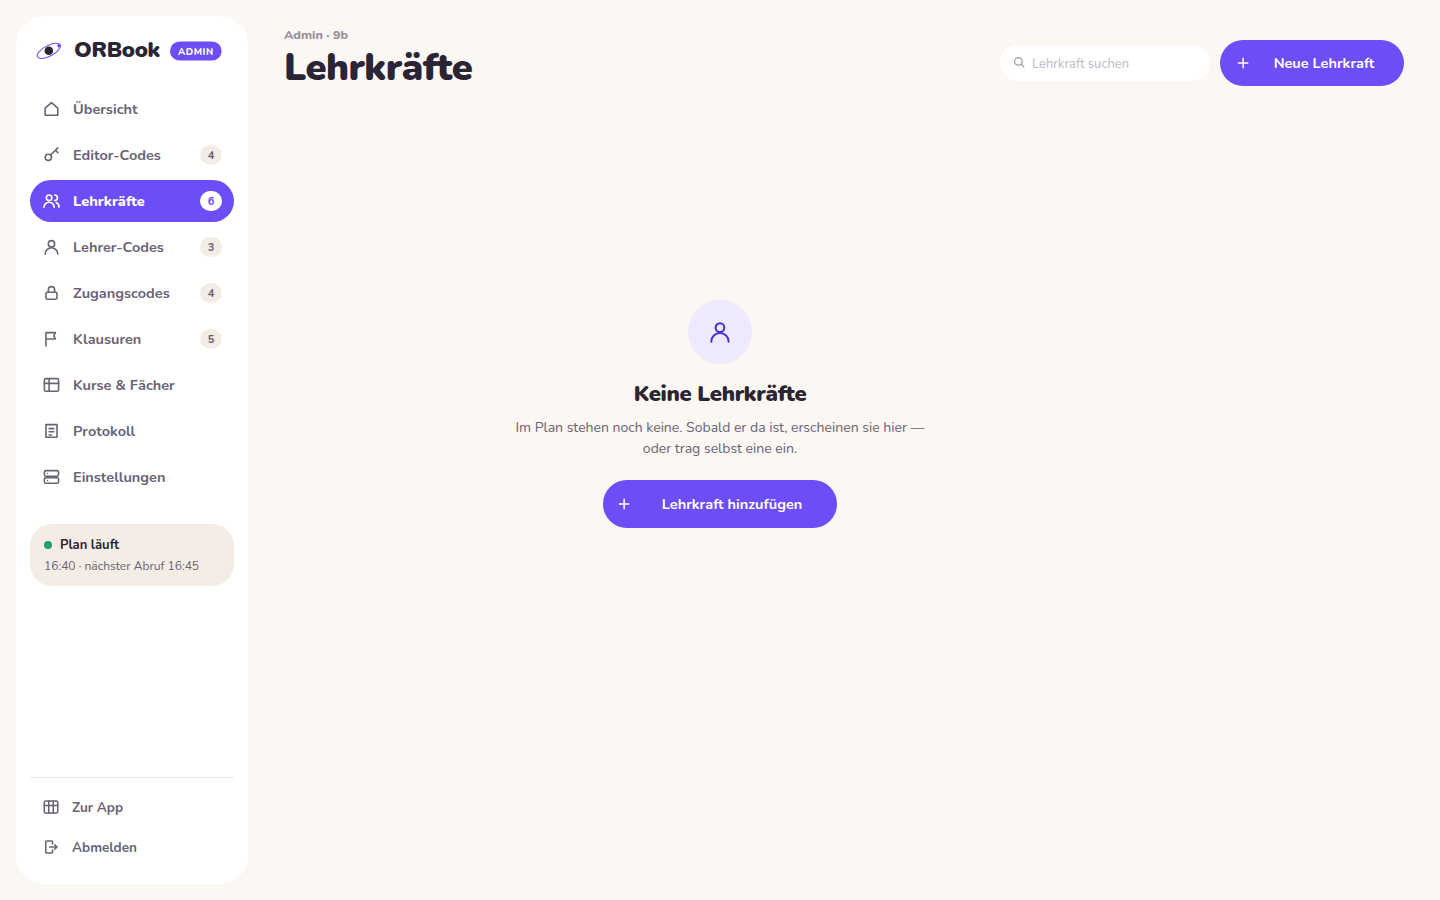 ORBook ADMIN
Übersicht
Editor-Codes 4
Lehrkräfte 6
Lehrer-Codes 3
Zugangscodes 4
Klausuren 5
Kurse & Fächer
Protokoll
Einstellungen
Plan läuft
16:40 · nächster Abruf 16:45
Zur App
Abmelden
Admin · 9b
Lehrkräfte
Lehrkraft suchen
Neue Lehrkraft
Keine Lehrkräfte
Im Plan stehen noch keine. Sobald er da ist, erscheinen sie hier —
oder trag selbst eine ein.
Lehrkraft hinzufügen